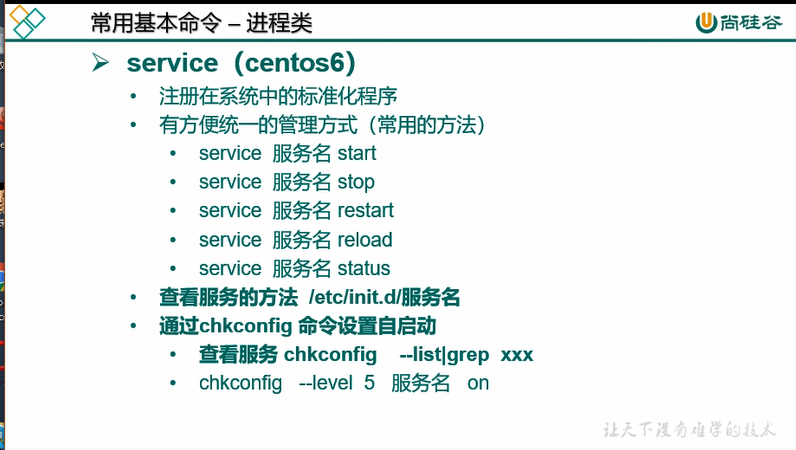 常用基本命令 – 进程类
尚硅谷
service（centos6）
注册在系统中的标准化程序
有方便统一的管理方式（常用的方法）
service 服务名 start
service 服务名 stop
service 服务名 restart
service 服务名 reload
service 服务名 status
查看服务的方法 /etc/init.d/服务名
通过chkconfig 命令设置自启动
查看服务 chkconfig --list|grep xxx
chkconfig --level 5 服务名 on
让天下没有难学的技术